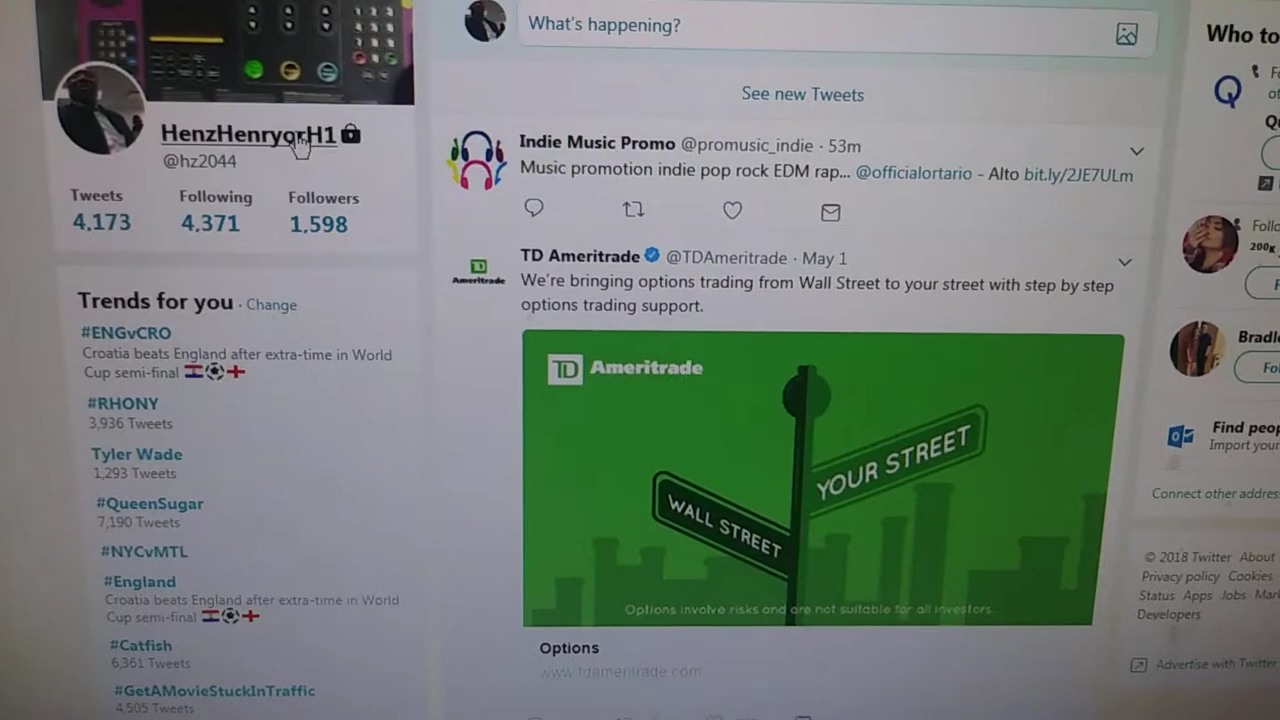 HenzHenryorH1
@hz2044
Tweets
Following
Followers
4,173
4,371
1,598
Trends for you · Change
#ENGvCRO
Croatia beats England after extra-time in World
Cup semi-final
#RHONY
3,936 Tweets
Tyler Wade
1,293 Tweets
#QueenSugar
7,190 Tweets
#NYCvMTL
#England
Croatia beats England after extra-time in World
Cup semi-final
#Catfish
6,361 Tweets
#GetAMovieStuckInTraffic
4,505 Tweets
What's happening?
See new Tweets
Indie Music Promo @promusic_indie · 53m
Music promotion indie pop rock EDM rap... @officialortario - Alto bit.ly/2JE7ULm
TD Ameritrade @TDAmeritrade · May 1
We're bringing options trading from Wall Street to your street with step by step
options trading support.
TD Ameritrade
TD Ameritrade
YOUR STREET
WALL STREET
Options involve risks and are not suitable for all investors.
Options
www.tdameritrade.com
Who to
Q
200K
Find peop
Import your
Connect other addres
© 2018 Twitter About
Privacy policy Cookies
Status Apps Jobs Mar
Developers
Advertise with Twitter